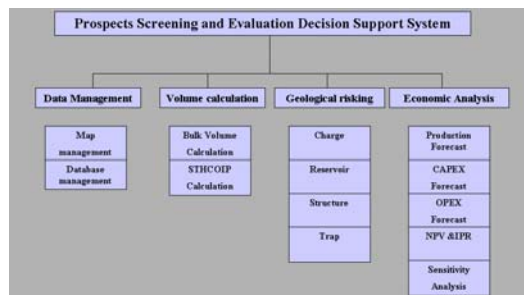 Prospects Screening and Evaluation Decision Support System
Data Management
Volume calculation
Geological risking
Economic Analysis
Map
management
Database
management
Bulk Volume
Calculation
STHCOIP
Calculation
Charge
Reservoir
Structure
Trap
Production
Forecast
CAPEX
Forecast
OPEX
Forecast
NPV &IPR
Sensitivity
Analysis